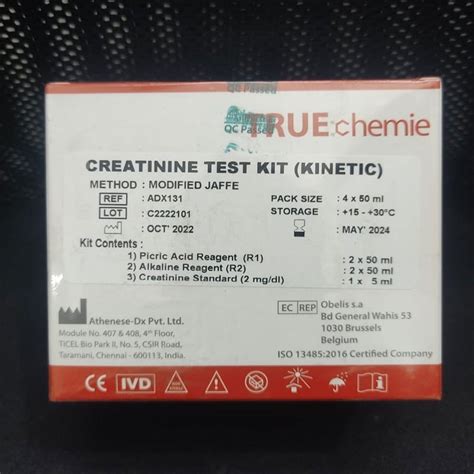 QC Passed
QC Passed
TRUE:chemie
CREATININE TEST KIT (KINETIC)
METHOD : MODIFIED JAFFE
REF : ADX131
LOT : C2222101
: OCT' 2022
PACK SIZE : 4 x 50 ml
STORAGE : +15 - +30°C
: MAY' 2024
Kit Contents :
1) Picric Acid Reagent (R1) : 2 x 50 ml
2) Alkaline Reagent (R2) : 2 x 50 ml
3) Creatinine Standard (2 mg/dl) : 1 x 5 ml
Athenese-Dx Pvt. Ltd.
Module No. 407 & 408, 4th Floor,
TICEL Bio Park II, No. 5, CSIR Road,
Taramani, Chennai - 600113, India.
EC REP
Obelis s.a
Bd General Wahis 53
1030 Brussels
Belgium
ISO 13485:2016 Certified Company
CE IVD